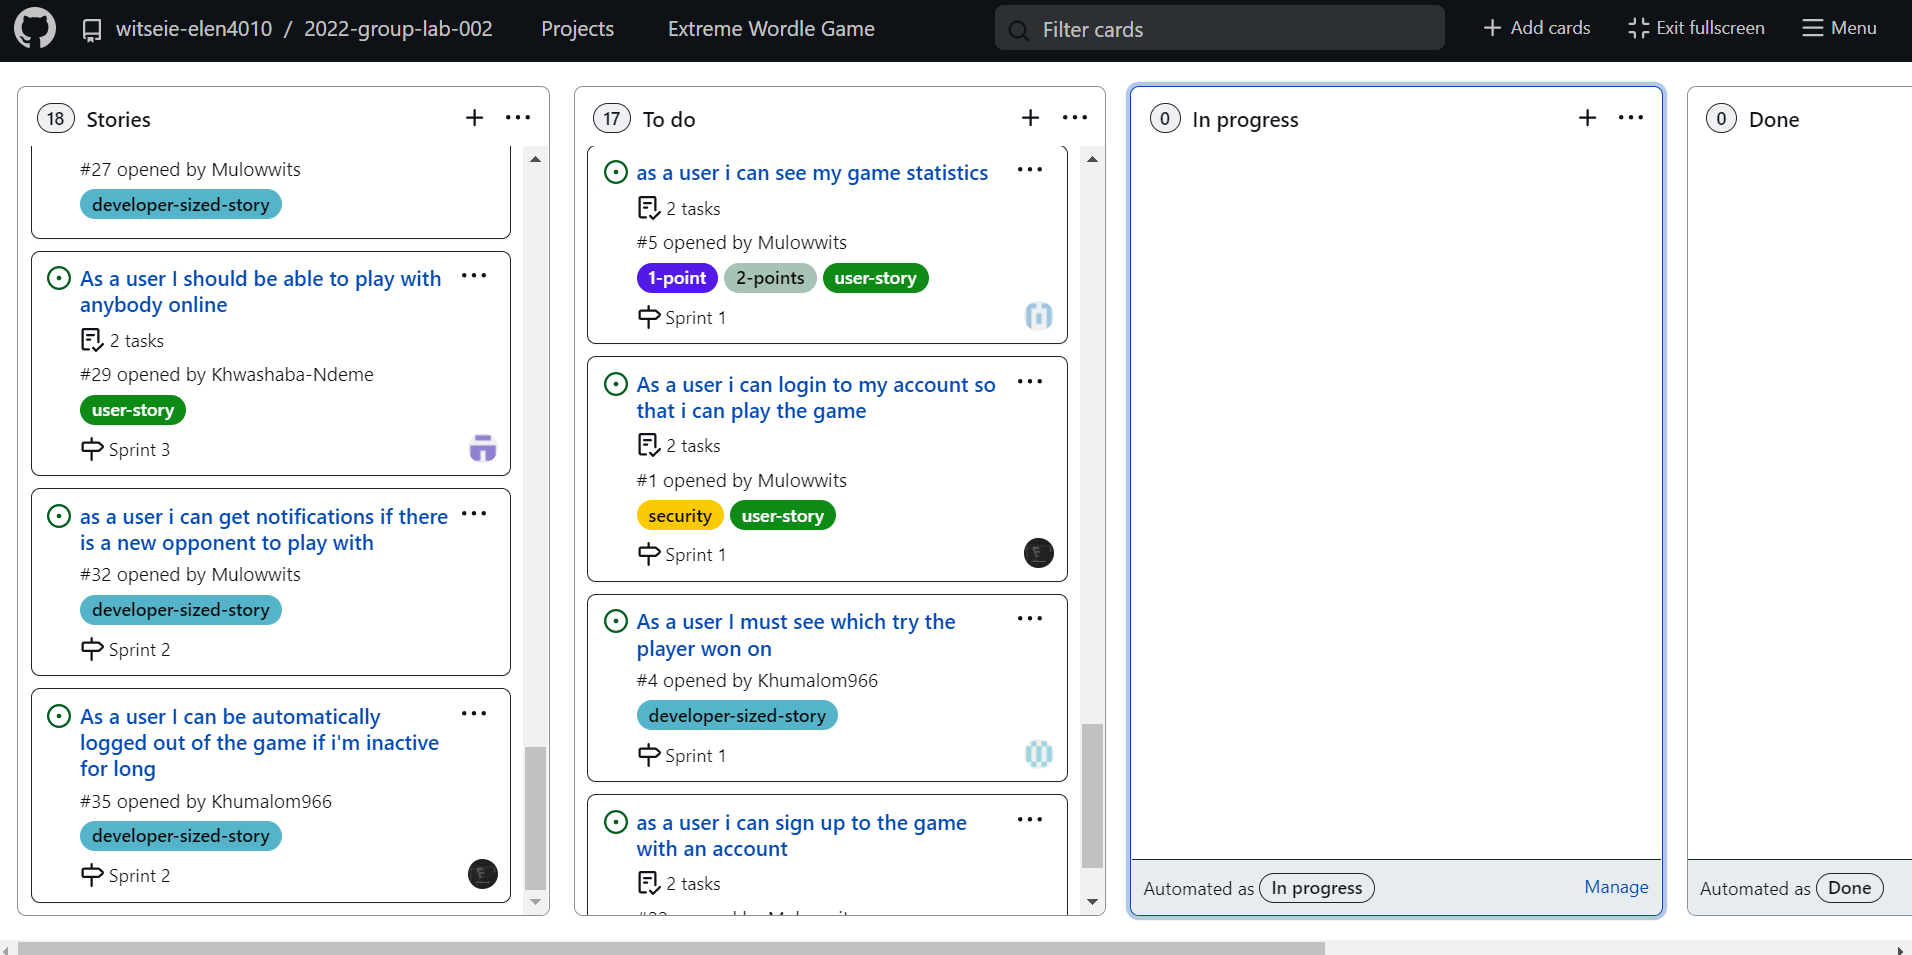 witseie-elen4010 / 2022-group-lab-002 Projects Extreme Wordle Game Filter cards Add cards Exit fullscreen Menu
18 Stories
#27 opened by Mulowwits
developer-sized-story
As a user I should be able to play with
anybody online
2 tasks
#29 opened by Khwashaba-Ndeme
user-story
Sprint 3
as a user i can get notifications if there
is a new opponent to play with
#32 opened by Mulowwits
developer-sized-story
Sprint 2
As a user I can be automatically
logged out of the game if i'm inactive
for long
#35 opened by Khumalom966
developer-sized-story
Sprint 2
17 To do
as a user i can see my game statistics
2 tasks
#5 opened by Mulowwits
1-point 2-points user-story
Sprint 1
As a user i can login to my account so
that i can play the game
2 tasks
#1 opened by Mulowwits
security user-story
Sprint 1
As a user I must see which try the
player won on
#4 opened by Khumalom966
developer-sized-story
Sprint 1
as a user i can sign up to the game
with an account
2 tasks
0 In progress
Automated as In progress Manage
0 Done
Automated as Done